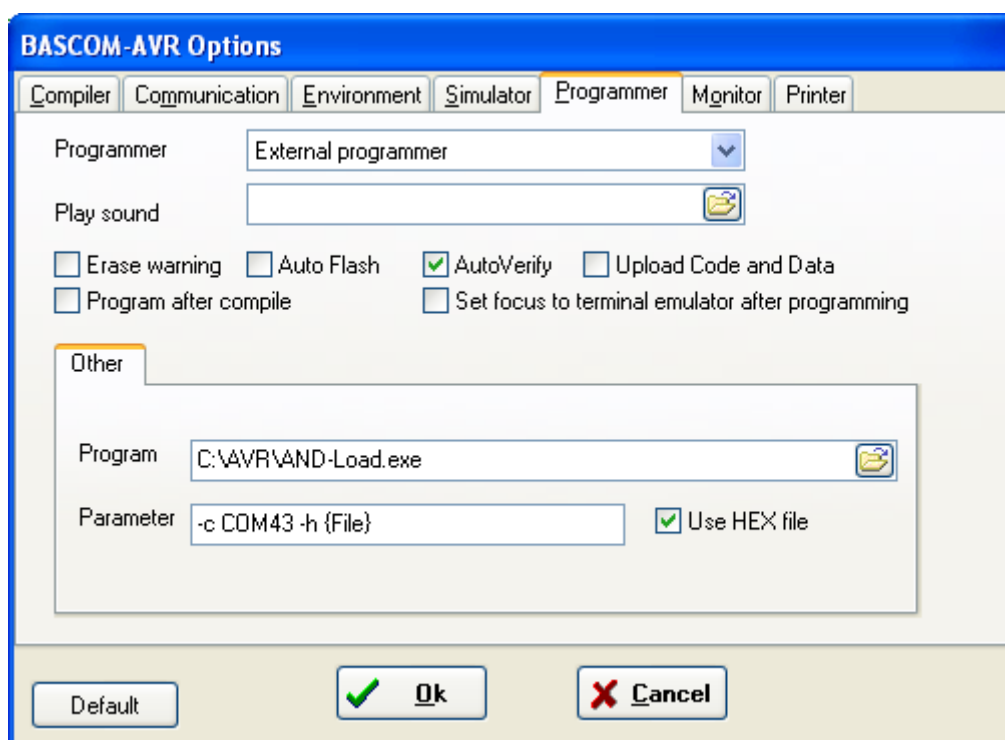 BASCOM-AVR Options
Compiler Communication Environment Simulator Programmer Monitor Printer
Programmer External programmer
Play sound
Erase warning Auto Flash AutoVerify Upload Code and Data
Program after compile Set focus to terminal emulator after programming
Other
Program C:\AVR\AND-Load.exe
Parameter -c COM43 -h {File} Use HEX file
Default Ok Cancel